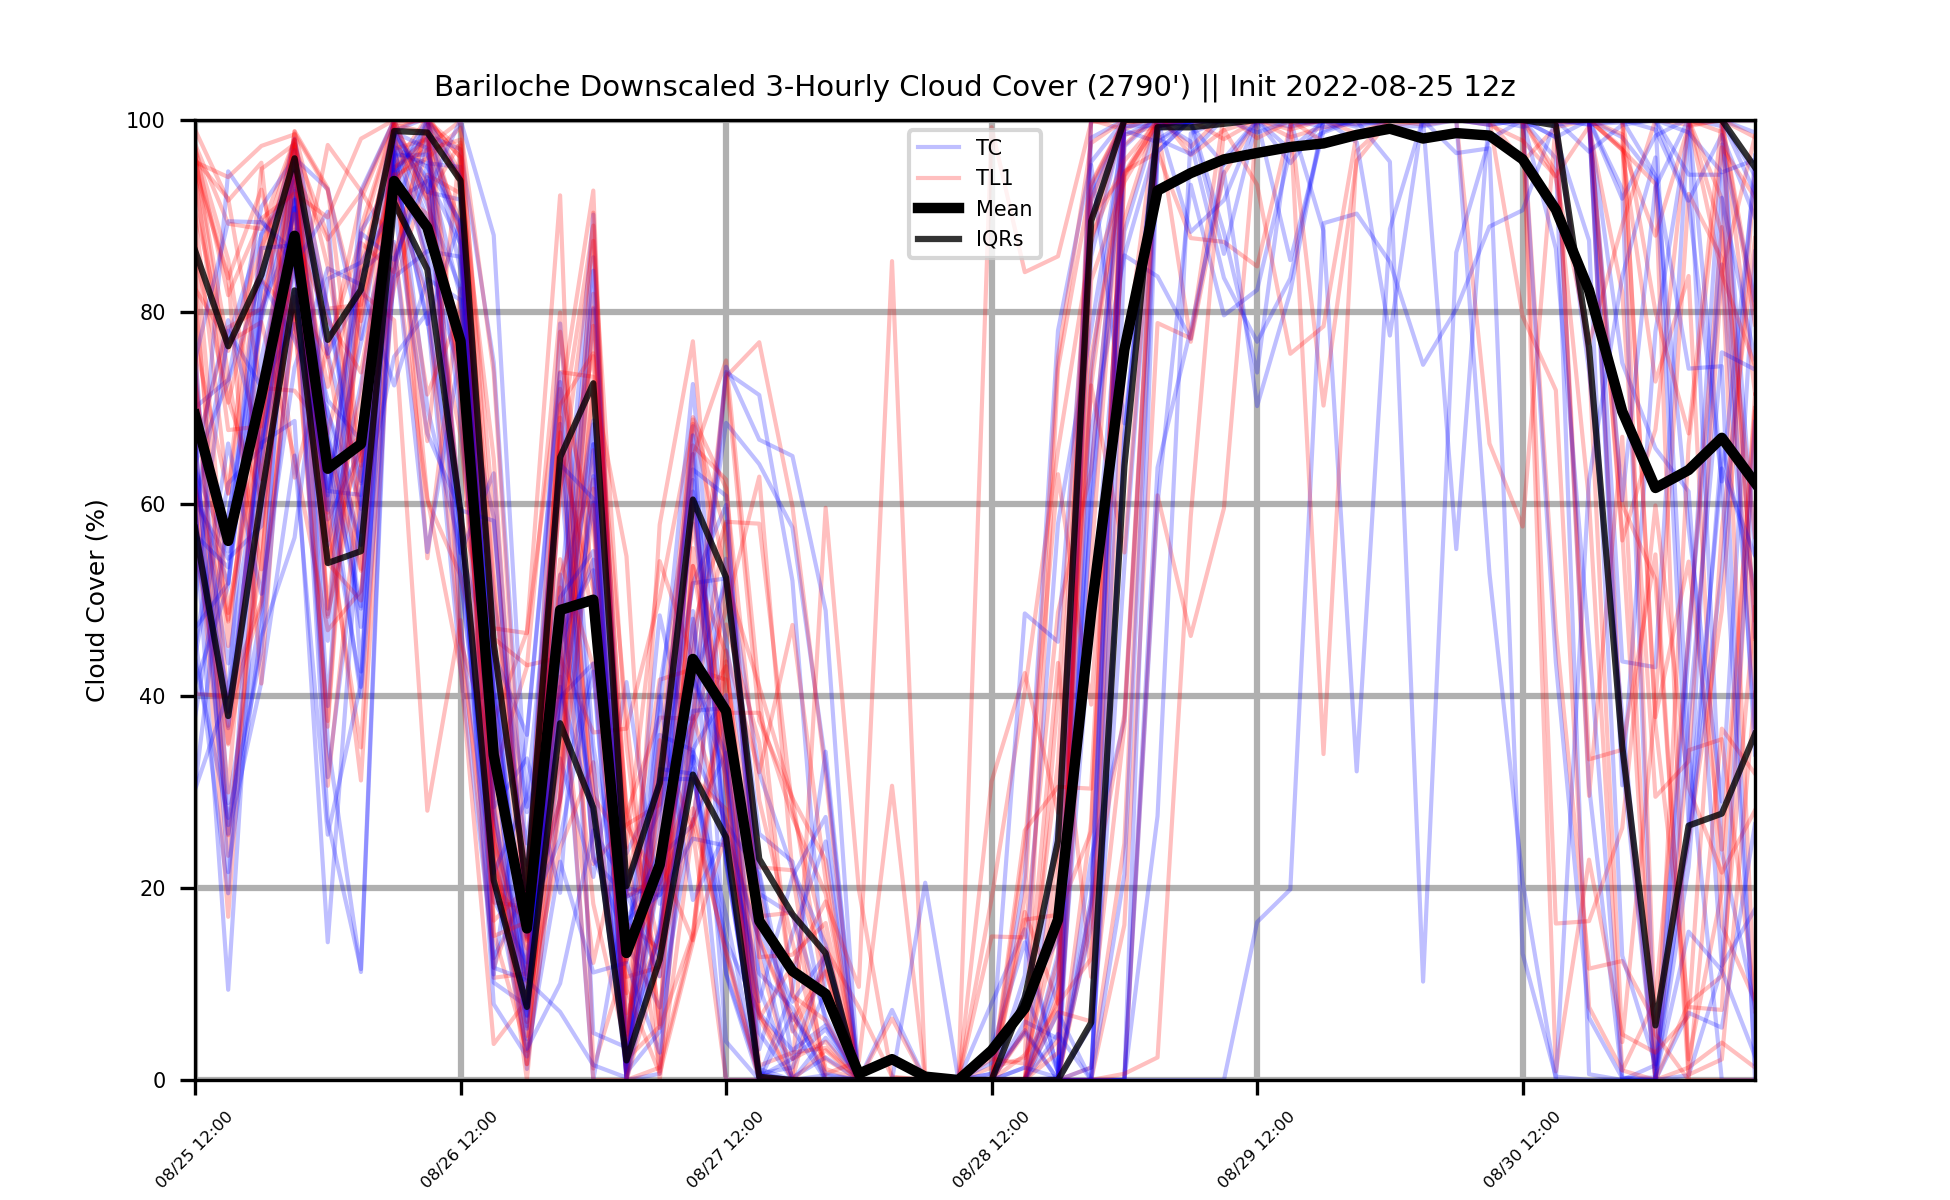 Bariloche Downscaled 3-Hourly Cloud Cover (2790') || Init 2022-08-25 12z
TC
TL1
Mean
IQRs
Cloud Cover (%)
100
80
60
40
20
0
08/25 12:00
08/26 12:00
08/27 12:00
08/28 12:00
08/29 12:00
08/30 12:00